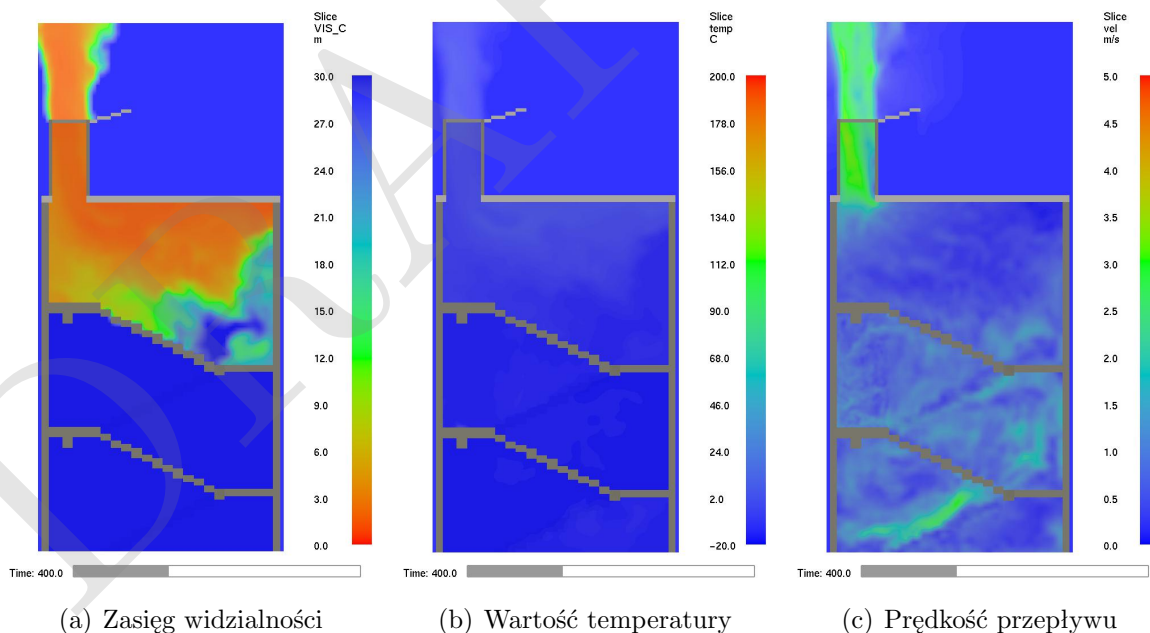 Slice
VIS_C
m
30.0
27.0
24.0
21.0
18.0
15.0
12.0
9.0
6.0
3.0
0.0
Time: 400.0
(a) Zasięg widzialności
Slice
temp
C
200.0
178.0
156.0
134.0
112.0
90.0
68.0
46.0
24.0
2.0
−20.0
Time: 400.0
(b) Wartość temperatury
Slice
vel
m/s
5.0
4.5
4.0
3.5
3.0
2.5
2.0
1.5
1.0
0.5
0.0
Time: 400.0
(c) Prędkość przepływu
DRAF